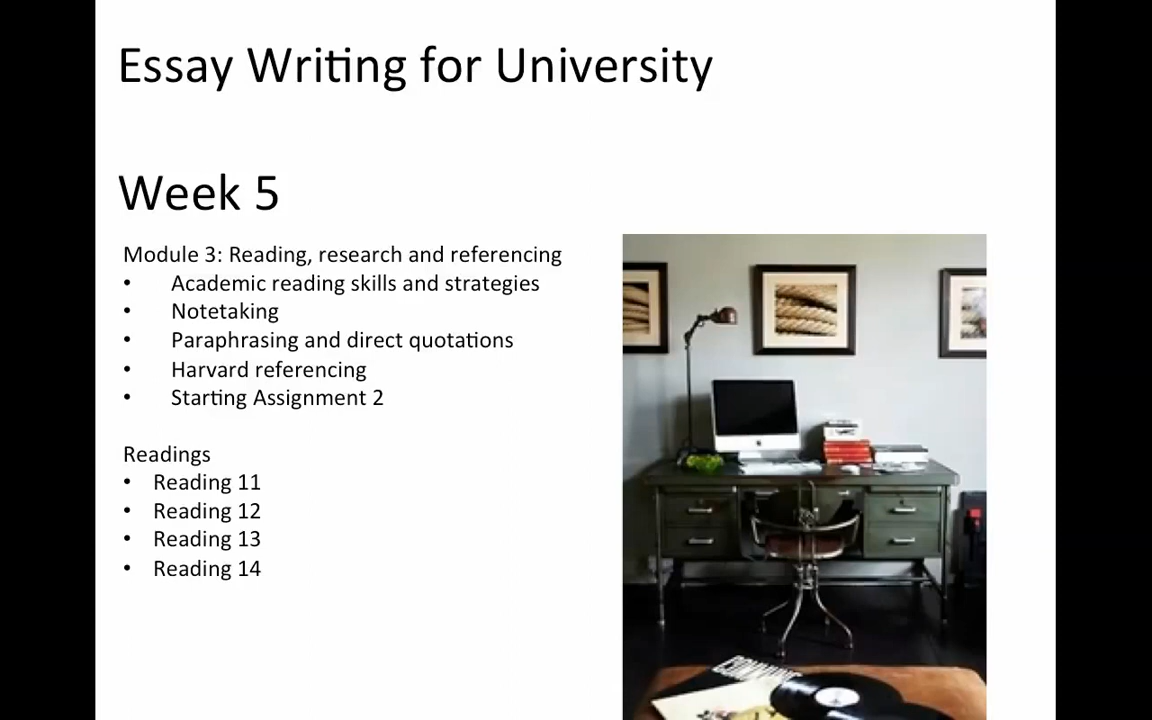 Essay Writing for University
Week 5
Module 3: Reading, research and referencing
• Academic reading skills and strategies
• Notetaking
• Paraphrasing and direct quotations
• Harvard referencing
• Starting Assignment 2
Readings
• Reading 11
• Reading 12
• Reading 13
• Reading 14